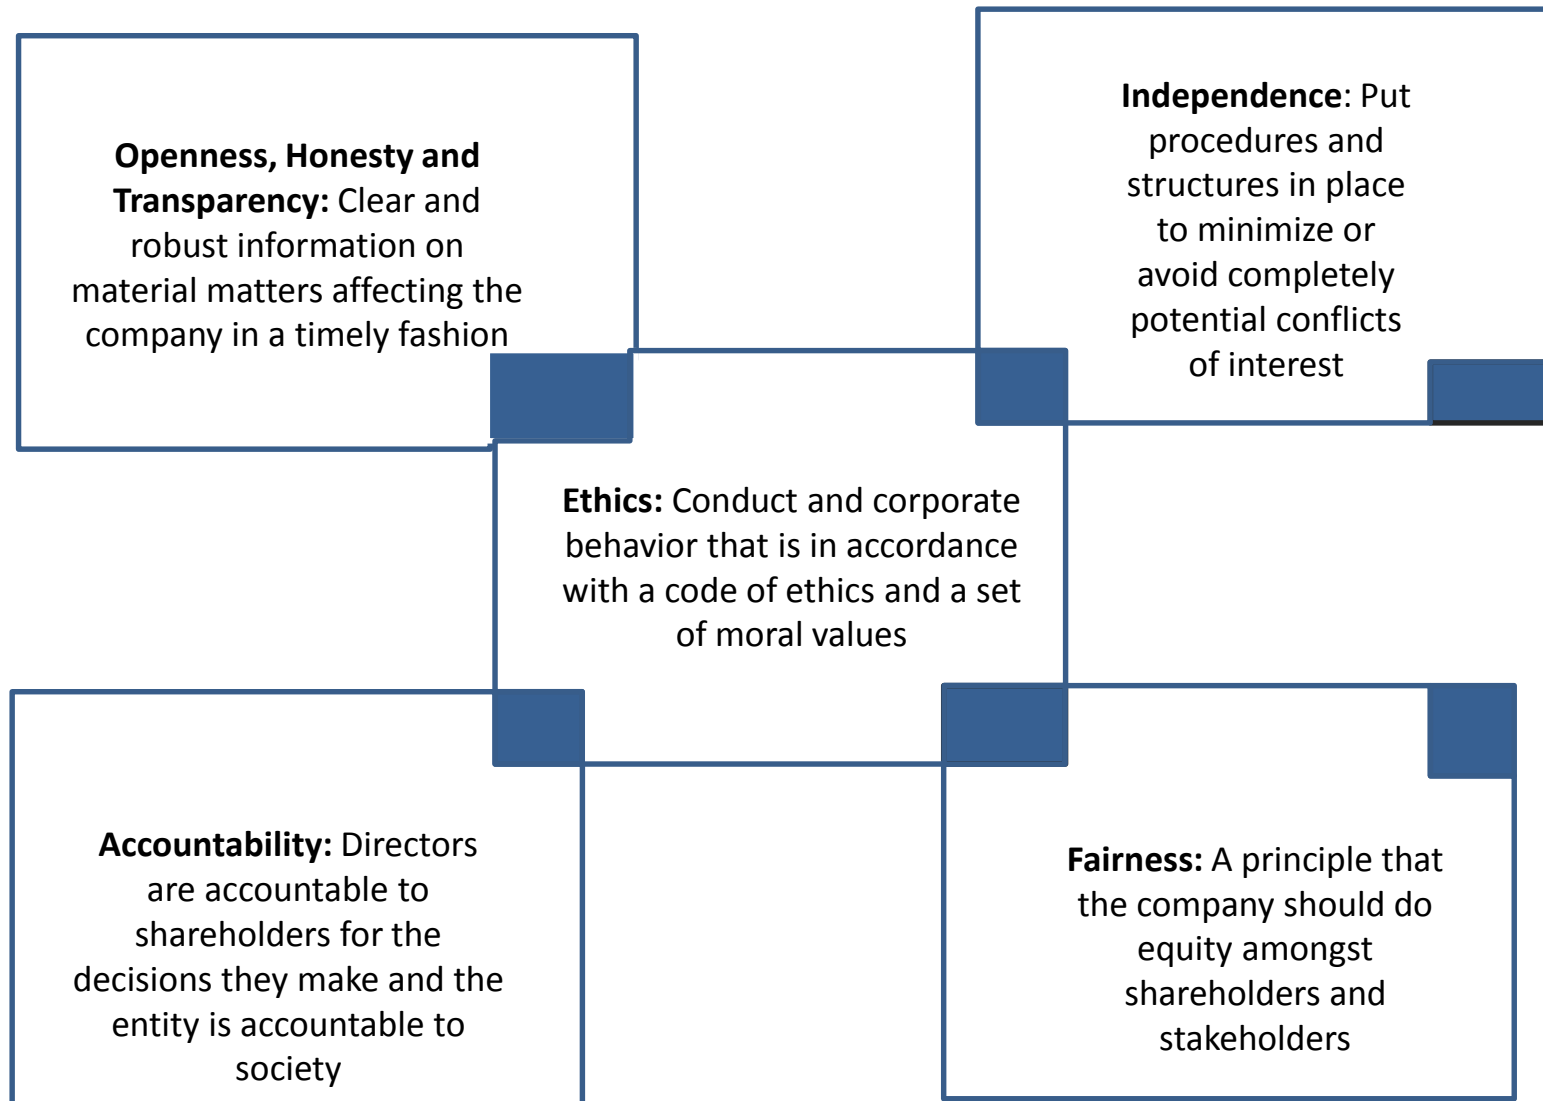 Openness, Honesty and
Transparency: Clear and
robust information on
material matters affecting the
company in a timely fashion
Independence: Put
procedures and
structures in place
to minimize or
avoid completely
potential conflicts
of interest
Ethics: Conduct and corporate
behavior that is in accordance
with a code of ethics and a set
of moral values
Accountability: Directors
are accountable to
shareholders for the
decisions they make and the
entity is accountable to
society
Fairness: A principle that
the company should do
equity amongst
shareholders and
stakeholders